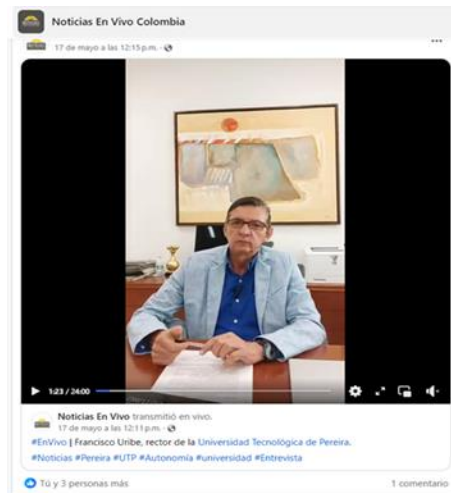 Noticias En Vivo Colombia
17 de mayo a las 12:15 p.m. ·
1:23 / 24:00
Noticias En Vivo transmitió en vivo.
17 de mayo a las 12:11 p.m. ·
#EnVivo | Francisco Uribe, rector de la Universidad Tecnológica de Pereira.
#Noticias #Pereira #UTP #Autonomía #universidad #Entrevista
Tú y 3 personas más
1 comentario